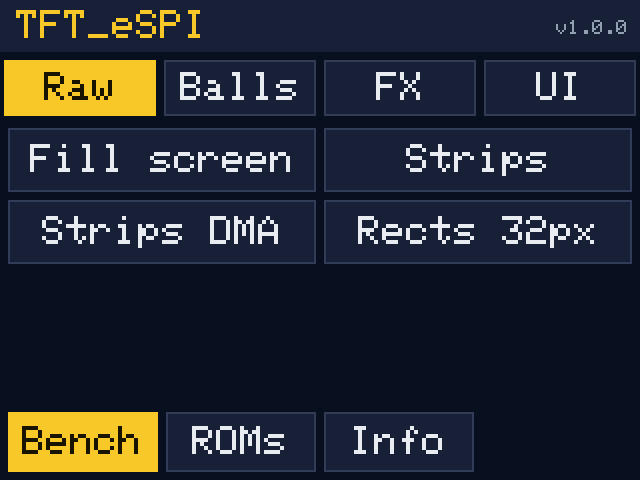 TFT_eSPI v1.0.0
Raw Balls FX UI
Fill screen Strips
Strips DMA Rects 32px
Bench ROMs Info